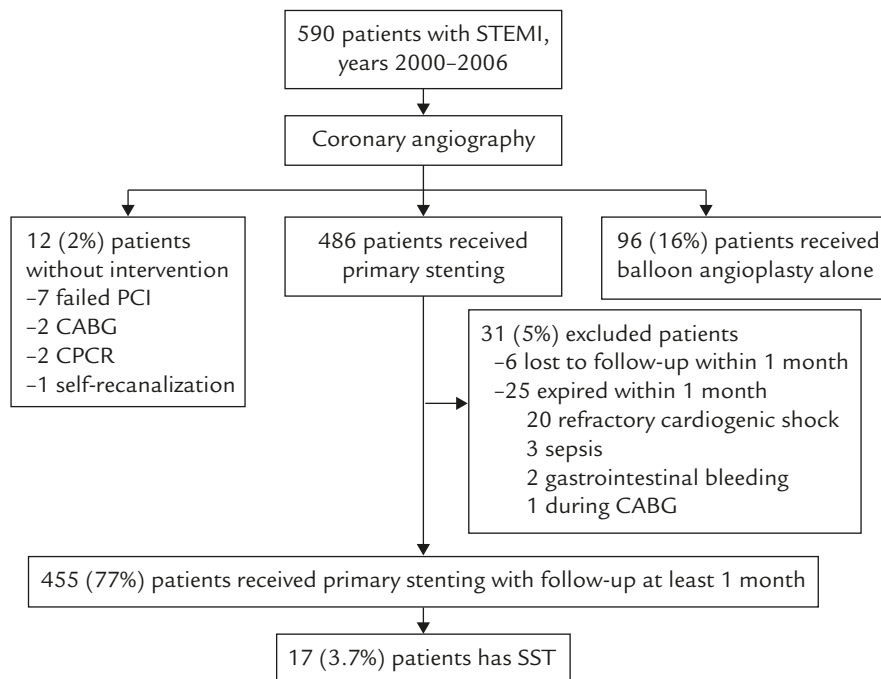 590 patients with STEMI,
years 2000–2006
Coronary angiography
12 (2%) patients
without intervention
–7 failed PCI
–2 CABG
–2 CPCR
–1 self-recanalization
486 patients received
primary stenting
96 (16%) patients received
balloon angioplasty alone
31 (5%) excluded patients
–6 lost to follow-up within 1 month
–25 expired within 1 month
20 refractory cardiogenic shock
3 sepsis
2 gastrointestinal bleeding
1 during CABG
455 (77%) patients received primary stenting with follow-up at least 1 month
17 (3.7%) patients has SST